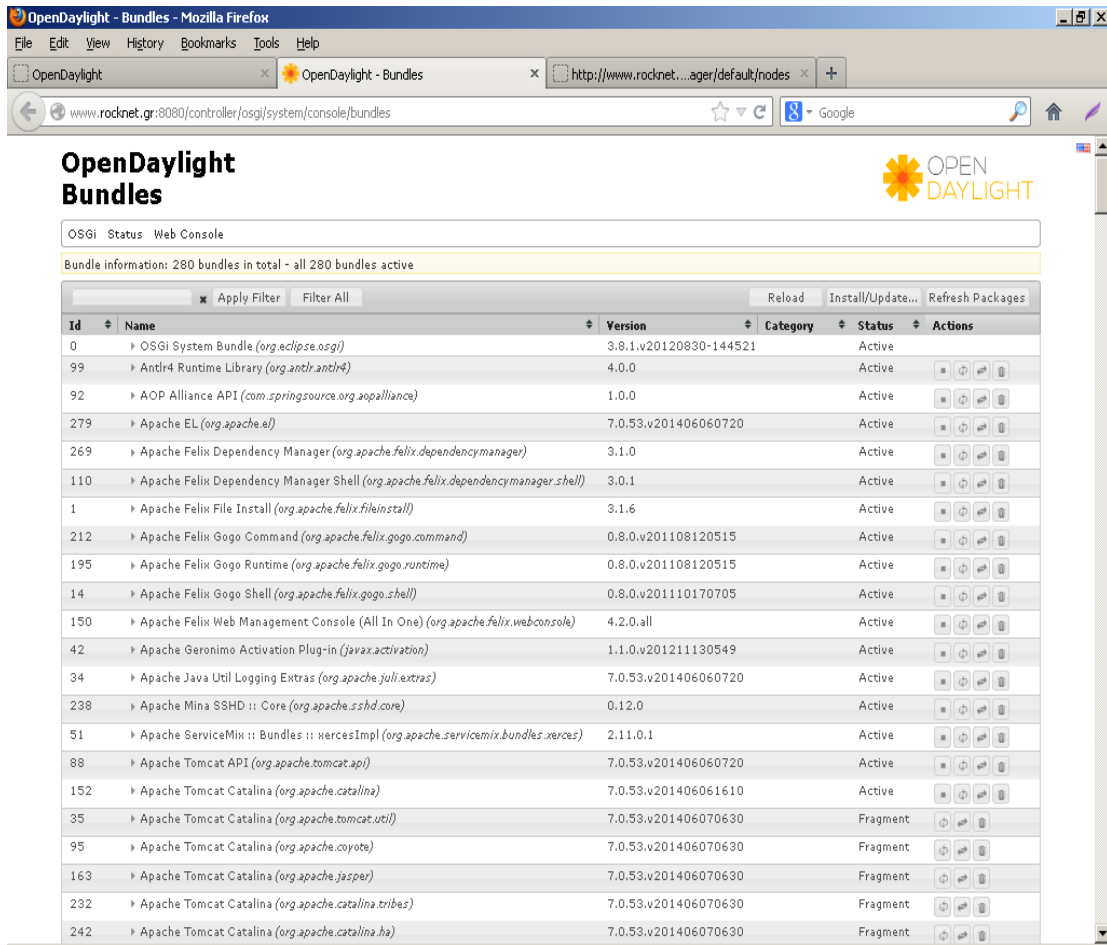 OpenDaylight - Bundles - Mozilla Firefox
File Edit View History Bookmarks Tools Help
OpenDaylight × OpenDaylight - Bundles × http://www.rocknet....ager/default/nodes × +
www.rocknet.gr:8080/controller/osgi/system/console/bundles Google
OpenDaylight
Bundles
OPEN
DAYLIGHT
OSGi Status Web Console
Bundle information: 280 bundles in total - all 280 bundles active
x Apply Filter Filter All Reload Install/Update... Refresh Packages
Id Name Version Category Status Actions
0 OSGi System Bundle (org.eclipse.osgi) 3.8.1.v20120830-144521 Active
99 Antlr4 Runtime Library (org.antlr.antlr4) 4.0.0 Active
92 AOP Alliance API (com.springsource.org.aopalliance) 1.0.0 Active
279 Apache EL (org.apache.el) 7.0.53.v201406060720 Active
269 Apache Felix Dependency Manager (org.apache.felix.dependencymanager) 3.1.0 Active
110 Apache Felix Dependency Manager Shell (org.apache.felix.dependencymanager.shell) 3.0.1 Active
1 Apache Felix File Install (org.apache.felix.fileinstall) 3.1.6 Active
212 Apache Felix Gogo Command (org.apache.felix.gogo.command) 0.8.0.v201108120515 Active
195 Apache Felix Gogo Runtime (org.apache.felix.gogo.runtime) 0.8.0.v201108120515 Active
14 Apache Felix Gogo Shell (org.apache.felix.gogo.shell) 0.8.0.v201110170705 Active
150 Apache Felix Web Management Console (All In One) (org.apache.felix.webconsole) 4.2.0.all Active
42 Apache Geronimo Activation Plug-in (javax.activation) 1.1.0.v201211130549 Active
34 Apache Java Util Logging Extras (org.apache.juli.extras) 7.0.53.v201406060720 Active
238 Apache Mina SSHD :: Core (org.apache.sshd.core) 0.12.0 Active
51 Apache ServiceMix :: Bundles :: xercesImpl (org.apache.servicemix.bundles.xerces) 2.11.0.1 Active
88 Apache Tomcat API (org.apache.tomcat.api) 7.0.53.v201406060720 Active
152 Apache Tomcat Catalina (org.apache.catalina) 7.0.53.v201406061610 Active
35 Apache Tomcat Catalina (org.apache.tomcat.util) 7.0.53.v201406070630 Fragment
95 Apache Tomcat Catalina (org.apache.coyote) 7.0.53.v201406070630 Fragment
163 Apache Tomcat Catalina (org.apache.jasper) 7.0.53.v201406070630 Fragment
232 Apache Tomcat Catalina (org.apache.catalina.tribes) 7.0.53.v201406070630 Fragment
242 Apache Tomcat Catalina (org.apache.catalina.ha) 7.0.53.v201406070630 Fragment